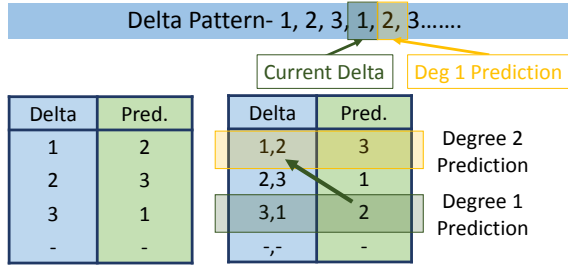 Delta Pattern- 1, 2, 3, 1, 2, 3…….
Current Delta
Deg 1 Prediction
Delta Pred.
1 2
2 3
3 1
- -
Delta Pred.
1,2 3
2,3 1
3,1 2
-,- -
Degree 2
Prediction
Degree 1
Prediction